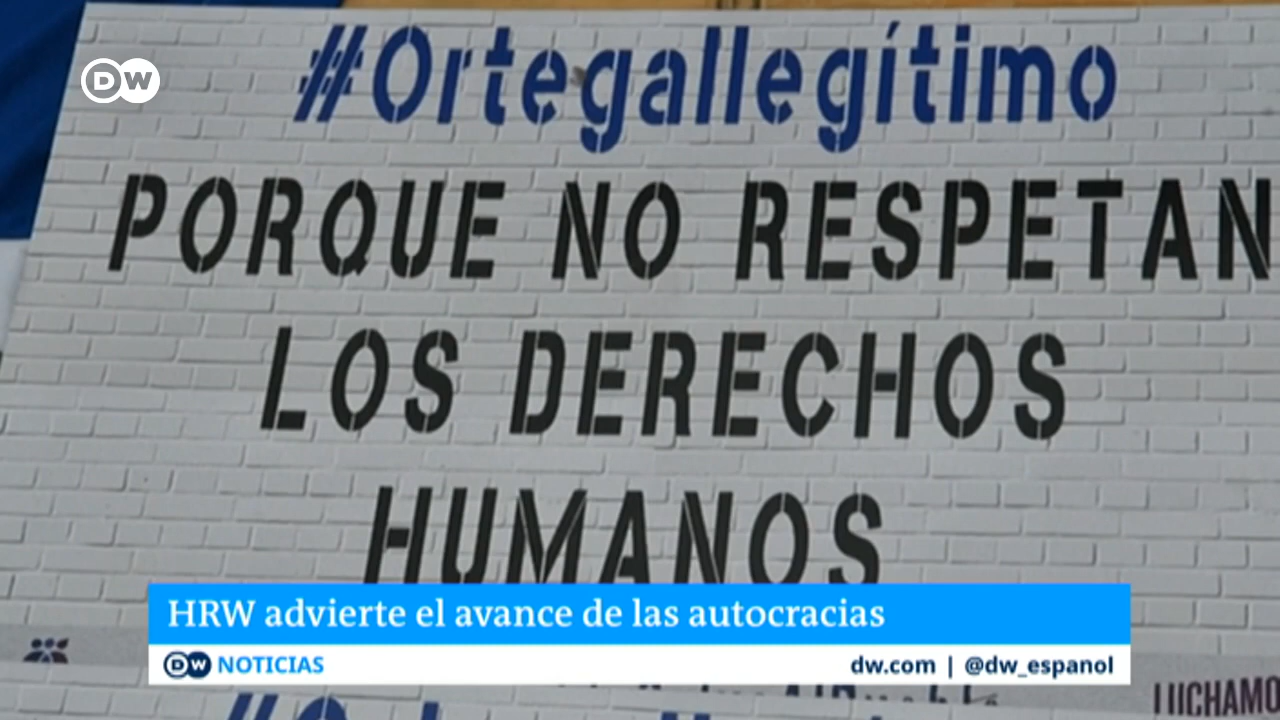 DW
#OrtegaIlegítimo
PORQUE NO RESPETAN
LOS DERECHOS
HUMANOS
HRW advierte el avance de las autocracias
DW NOTICIAS
dw.com | @dw_espanol